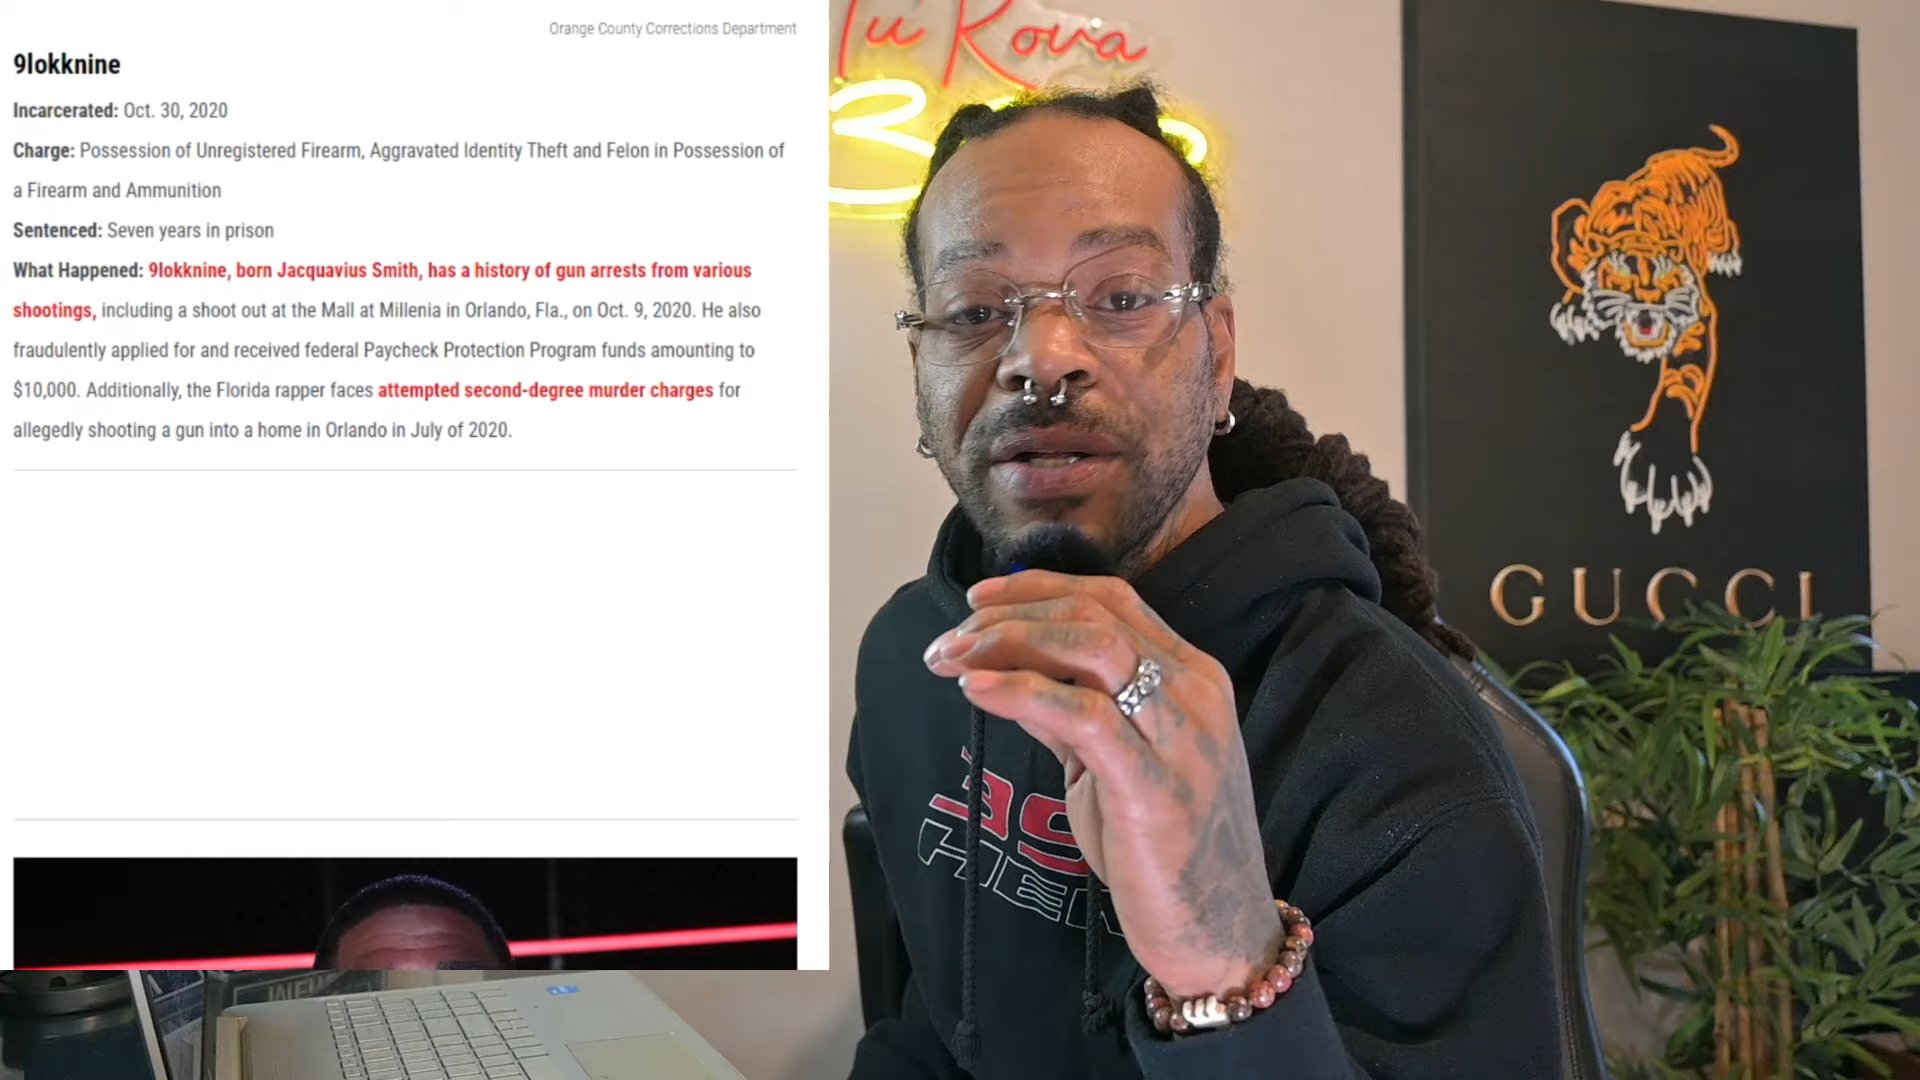 Orange County Corrections Department
9lokknine
Incarcerated: Oct. 30, 2020
Charge: Possession of Unregistered Firearm, Aggravated Identity Theft and Felon in Possession of
a Firearm and Ammunition
Sentenced: Seven years in prison
What Happened: 9lokknine, born Jacquavius Smith, has a history of gun arrests from various
shootings, including a shoot out at the Mall at Millenia in Orlando, Fla., on Oct. 9, 2020. He also
fraudulently applied for and received federal Paycheck Protection Program funds amounting to
$10,000. Additionally, the Florida rapper faces attempted second-degree murder charges for
allegedly shooting a gun into a home in Orlando in July of 2020.
Tu' Kova
GUCCI